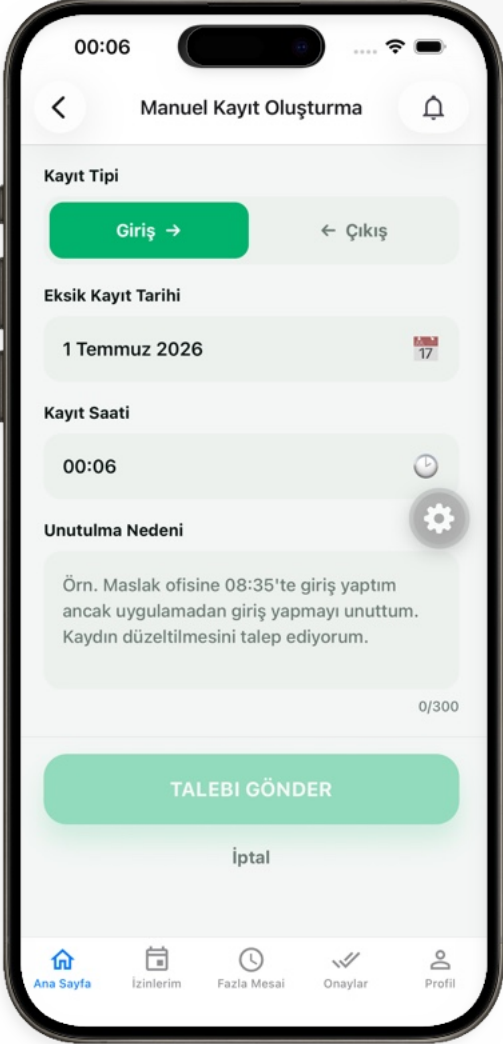 00:06
Manuel Kayıt Oluşturma
Kayıt Tipi
Giriş →
← Çıkış
Eksik Kayıt Tarihi
1 Temmuz 2026
17
Kayıt Saati
00:06
Unutulma Nedeni
Örn. Maslak ofisine 08:35'te giriş yaptım
ancak uygulamadan giriş yapmayı unuttum.
Kaydın düzeltilmesini talep ediyorum.
0/300
TALEBI GÖNDER
İptal
Ana Sayfa
İzinlerim
Fazla Mesai
Onaylar
Profil